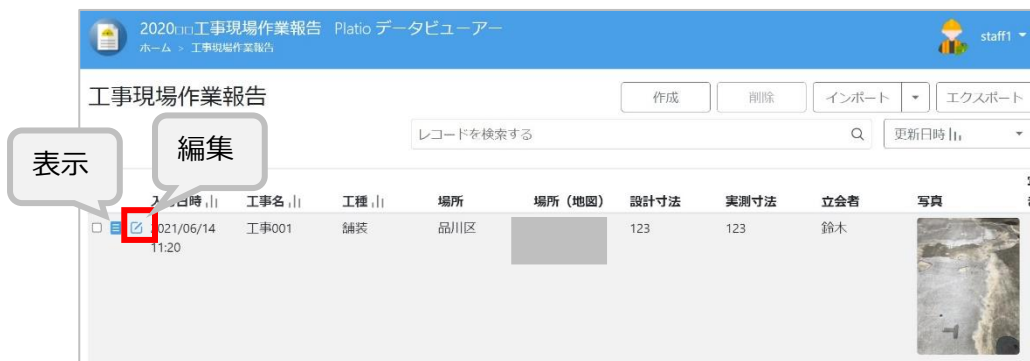 2020□□工事現場作業報告 Platio データビューアー
ホーム > 工事現場作業報告
staff1
工事現場作業報告
作成 削除 インポート エクスポート
レコードを検索する 更新日時
表示
編集
日時 工事名 工種 場所 場所（地図） 設計寸法 実測寸法 立会者 写真
2021/06/14 工事001 舗装 品川区 123 123 鈴木
11:20